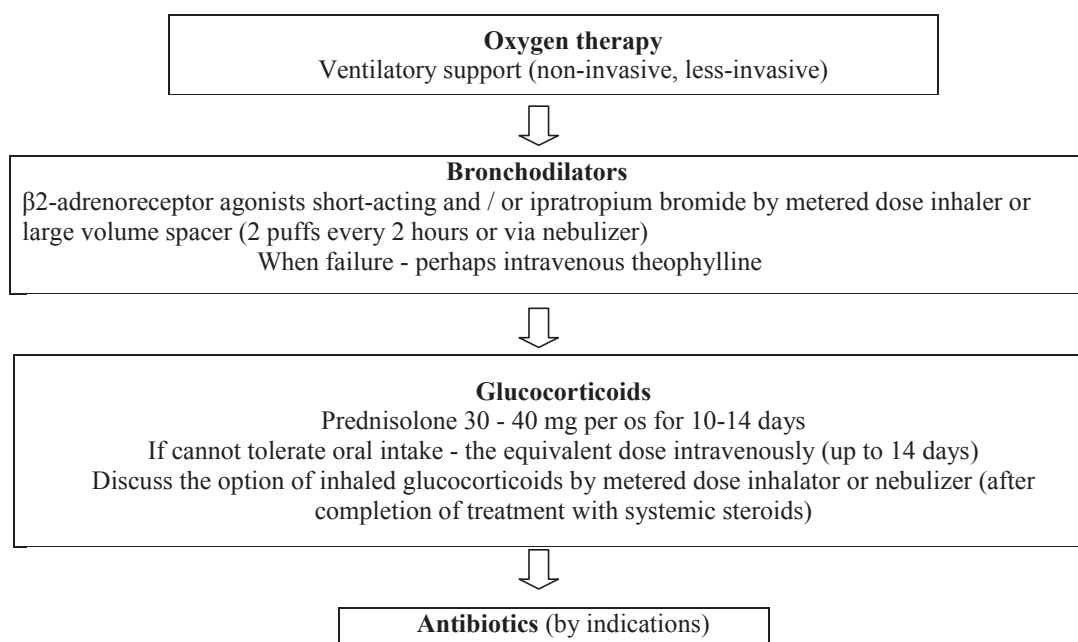 Oxygen therapy
Ventilatory support (non-invasive, less-invasive)
Bronchodilators
β2-adrenoreceptor agonists short-acting and / or ipratropium bromide by metered dose inhaler or
large volume spacer (2 puffs every 2 hours or via nebulizer)
When failure - perhaps intravenous theophylline
Glucocorticoids
Prednisolone 30 - 40 mg per os for 10-14 days
If cannot tolerate oral intake - the equivalent dose intravenously (up to 14 days)
Discuss the option of inhaled glucocorticoids by metered dose inhalator or nebulizer (after
completion of treatment with systemic steroids)
Antibiotics (by indications)